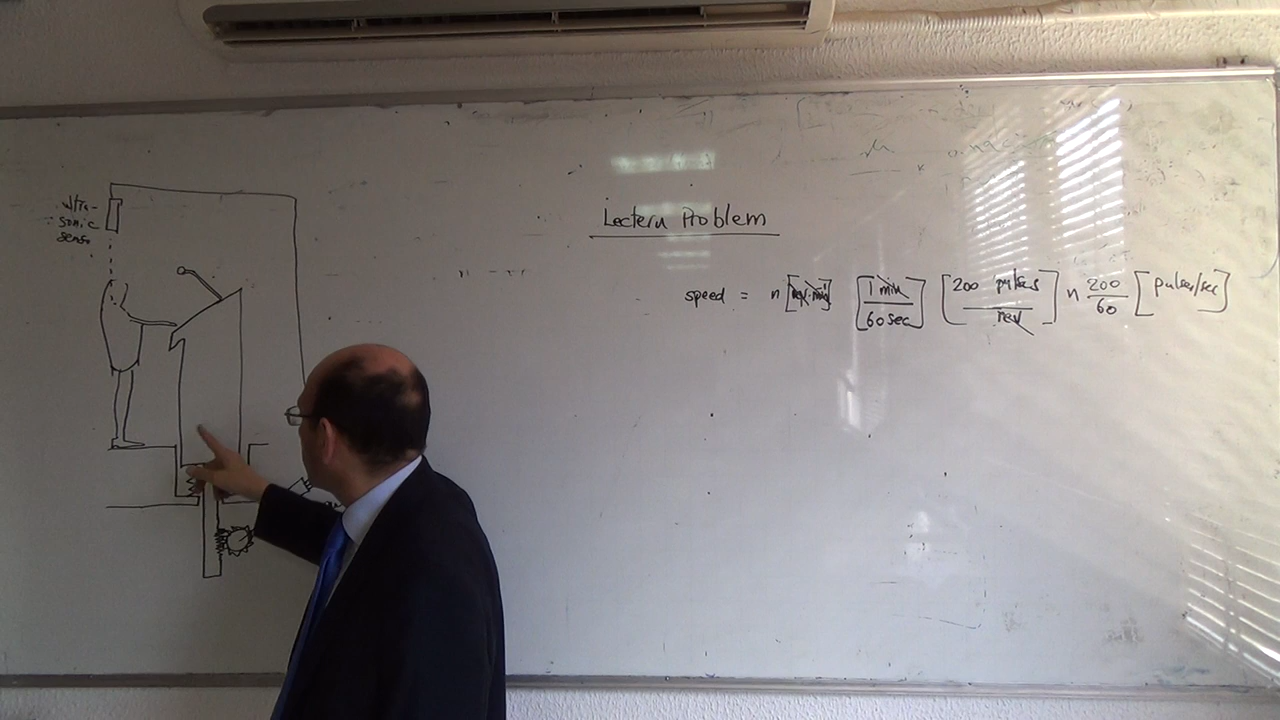 Ultra-
sonic
sensor
Lectern Problem
speed = n [rev/min] [1 min / 60 sec] [200 pulses / rev] n 200/60 [pulses/sec]